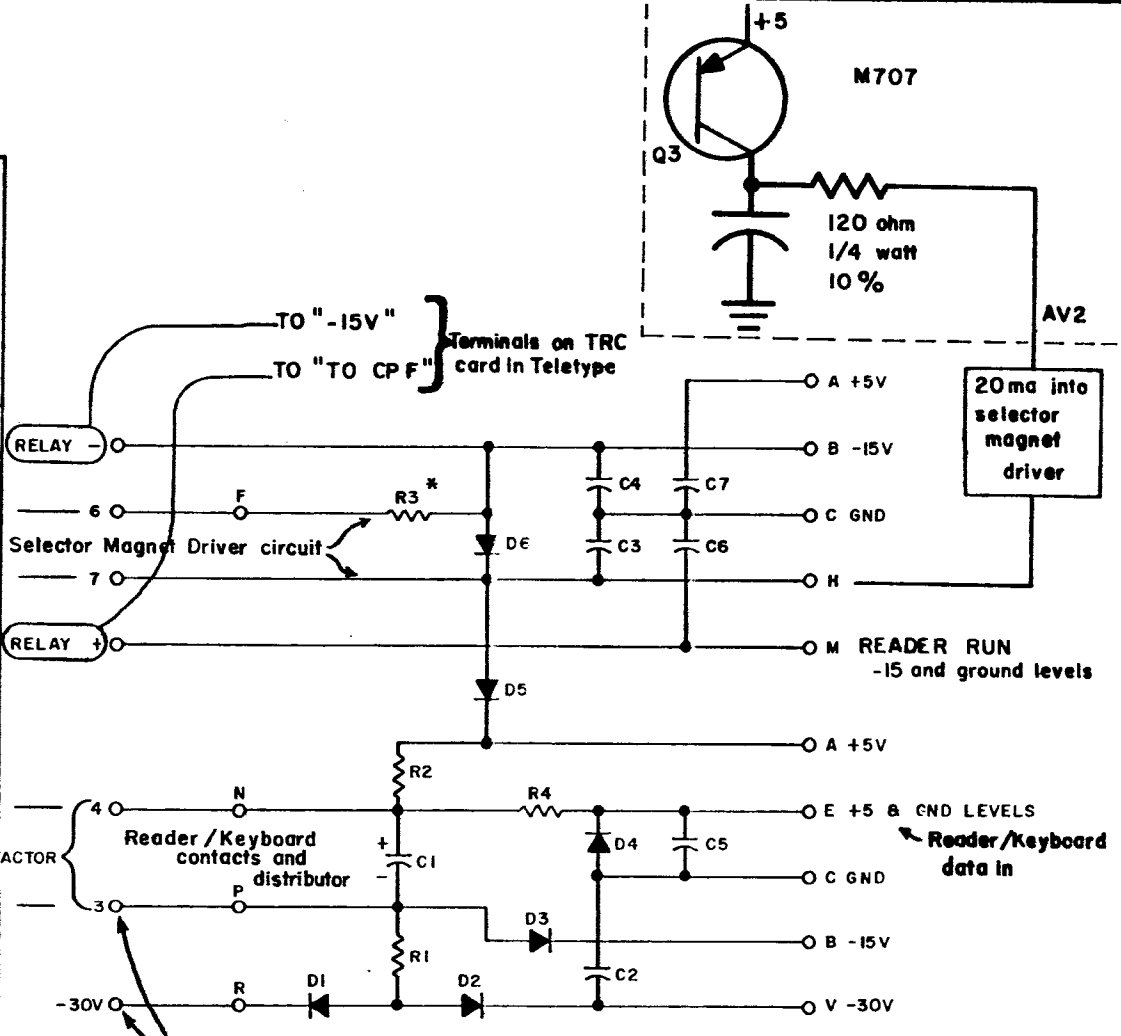 +5
M707
Q3
120 ohm
1/4 watt
10%
AV2
TO "-15V"
TO "TO CPF"
Terminals on TRC
card in Teletype
20ma into
selector
magnet
driver
A +5V
RELAY -
B -15V
C4
C7
6
F
R3 *
C GND
Selector Magnet Driver circuit
D6
C3
C6
7
H
RELAY +
M READER RUN
-15 and ground levels
D5
A +5V
R2
4
N
R4
E +5 & GND LEVELS
Reader/Keyboard
contacts and
distributor
+
C1
-
D4
C5
Reader/Keyboard
data in
ACTOR
C GND
3
P
D3
B -15V
R1
C2
-30V
R
D1
D2
V -30V